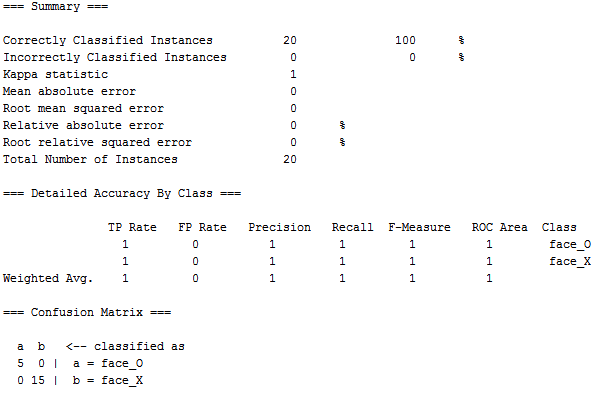 === Summary ===
Correctly Classified Instances 20 100 %
Incorrectly Classified Instances 0 0 %
Kappa statistic 1
Mean absolute error 0
Root mean squared error 0
Relative absolute error 0 %
Root relative squared error 0 %
Total Number of Instances 20
=== Detailed Accuracy By Class ===
TP Rate FP Rate Precision Recall F-Measure ROC Area Class
1 0 1 1 1 1 face_O
1 0 1 1 1 1 face_X
Weighted Avg. 1 0 1 1 1 1
=== Confusion Matrix ===
a b <-- classified as
5 0 | a = face_O
0 15 | b = face_X